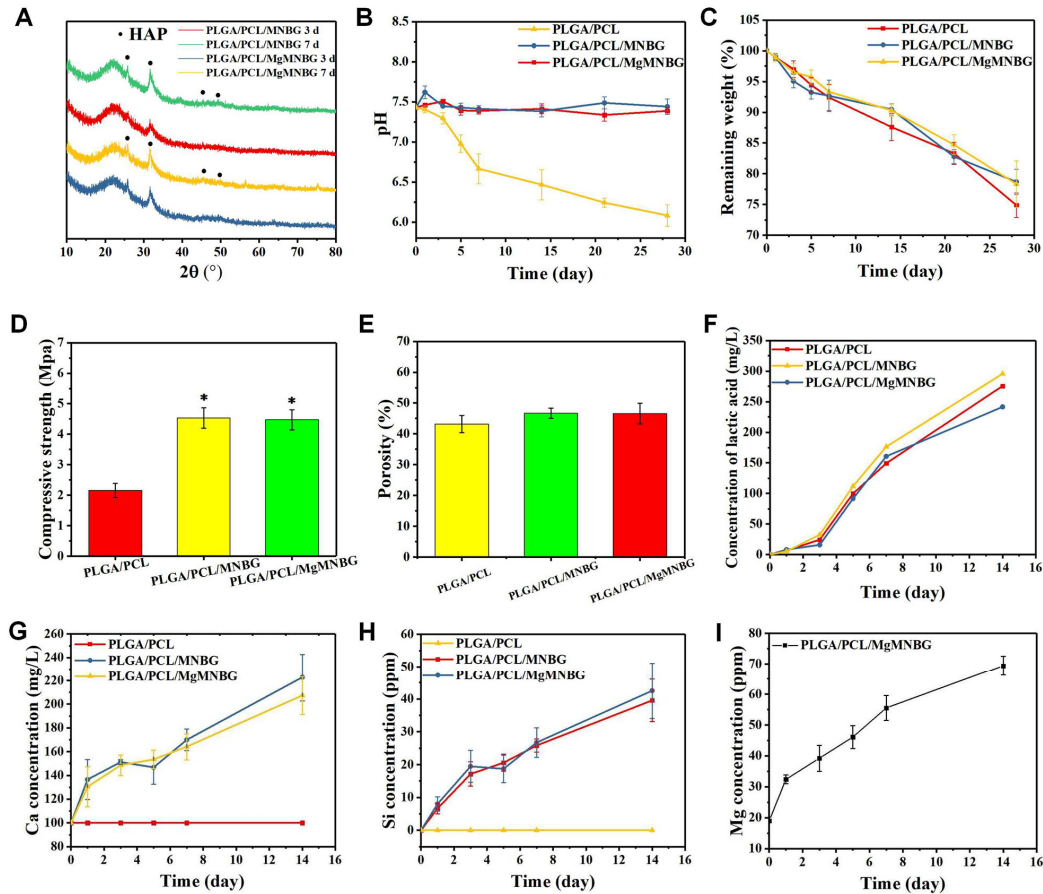 A
• HAP
PLGA/PCL/MNBG 3 d
PLGA/PCL/MNBG 7 d
PLGA/PCL/MgMNBG 3 d
PLGA/PCL/MgMNBG 7 d
10 20 30 40 50 60 70 80
2θ (°)
B
PLGA/PCL
PLGA/PCL/MNBG
PLGA/PCL/MgMNBG
8.5
8.0
7.5
7.0
6.5
6.0
pH
0 5 10 15 20 25 30
Time (day)
C
PLGA/PCL
PLGA/PCL/MNBG
PLGA/PCL/MgMNBG
100
95
90
85
80
75
70
Remaining weight (%)
0 5 10 15 20 25 30
Time (day)
D
7
6
5
4
3
2
1
0
Compressive strength (Mpa)
* *
PLGA/PCL
PLGA/PCL/MNBG
PLGA/PCL/MgMNBG
E
70
60
50
40
30
20
10
0
Porosity (%)
PLGA/PCL
PLGA/PCL/MNBG
PLGA/PCL/MgMNBG
F
PLGA/PCL
PLGA/PCL/MNBG
PLGA/PCL/MgMNBG
350
300
250
200
150
100
50
0
Concentration of lactic acid (mg/L)
0 2 4 6 8 10 12 14 16
Time (day)
G
PLGA/PCL
PLGA/PCL/MNBG
PLGA/PCL/MgMNBG
260
240
220
200
180
160
140
120
100
80
Ca concentration (mg/L)
0 2 4 6 8 10 12 14 16
Time (day)
H
PLGA/PCL
PLGA/PCL/MNBG
PLGA/PCL/MgMNBG
60
50
40
30
20
10
0
Si concentration (ppm)
0 2 4 6 8 10 12 14 16
Time (day)
I
PLGA/PCL/MgMNBG
80
70
60
50
40
30
20
10
Mg concentration (ppm)
0 2 4 6 8 10 12 14 16
Time (day)